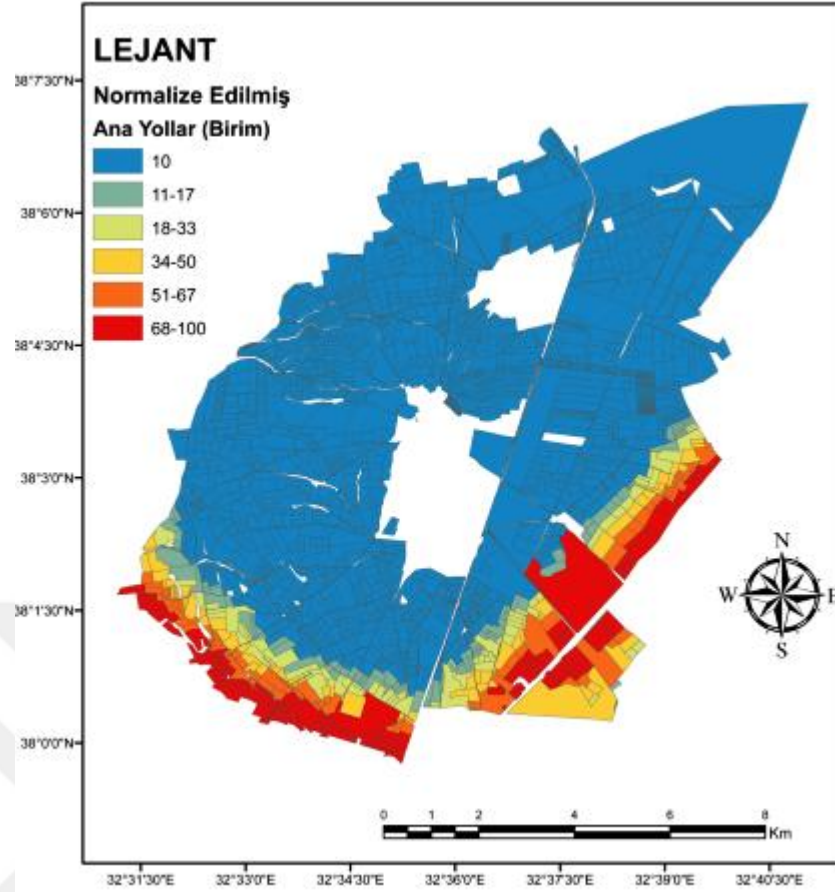 LEJANT
Normalize Edilmiş
Ana Yollar (Birim)
10
11-17
18-33
34-50
51-67
68-100
38°7'30"N
38°6'0"N
38°4'30"N
38°3'0"N
38°1'30"N
38°0'0"N
N
W E
S
0 1 2 4 6 8
Km
32°31'30"E 32°33'0"E 32°34'30"E 32°36'0"E 32°37'30"E 32°39'0"E 32°40'30"E